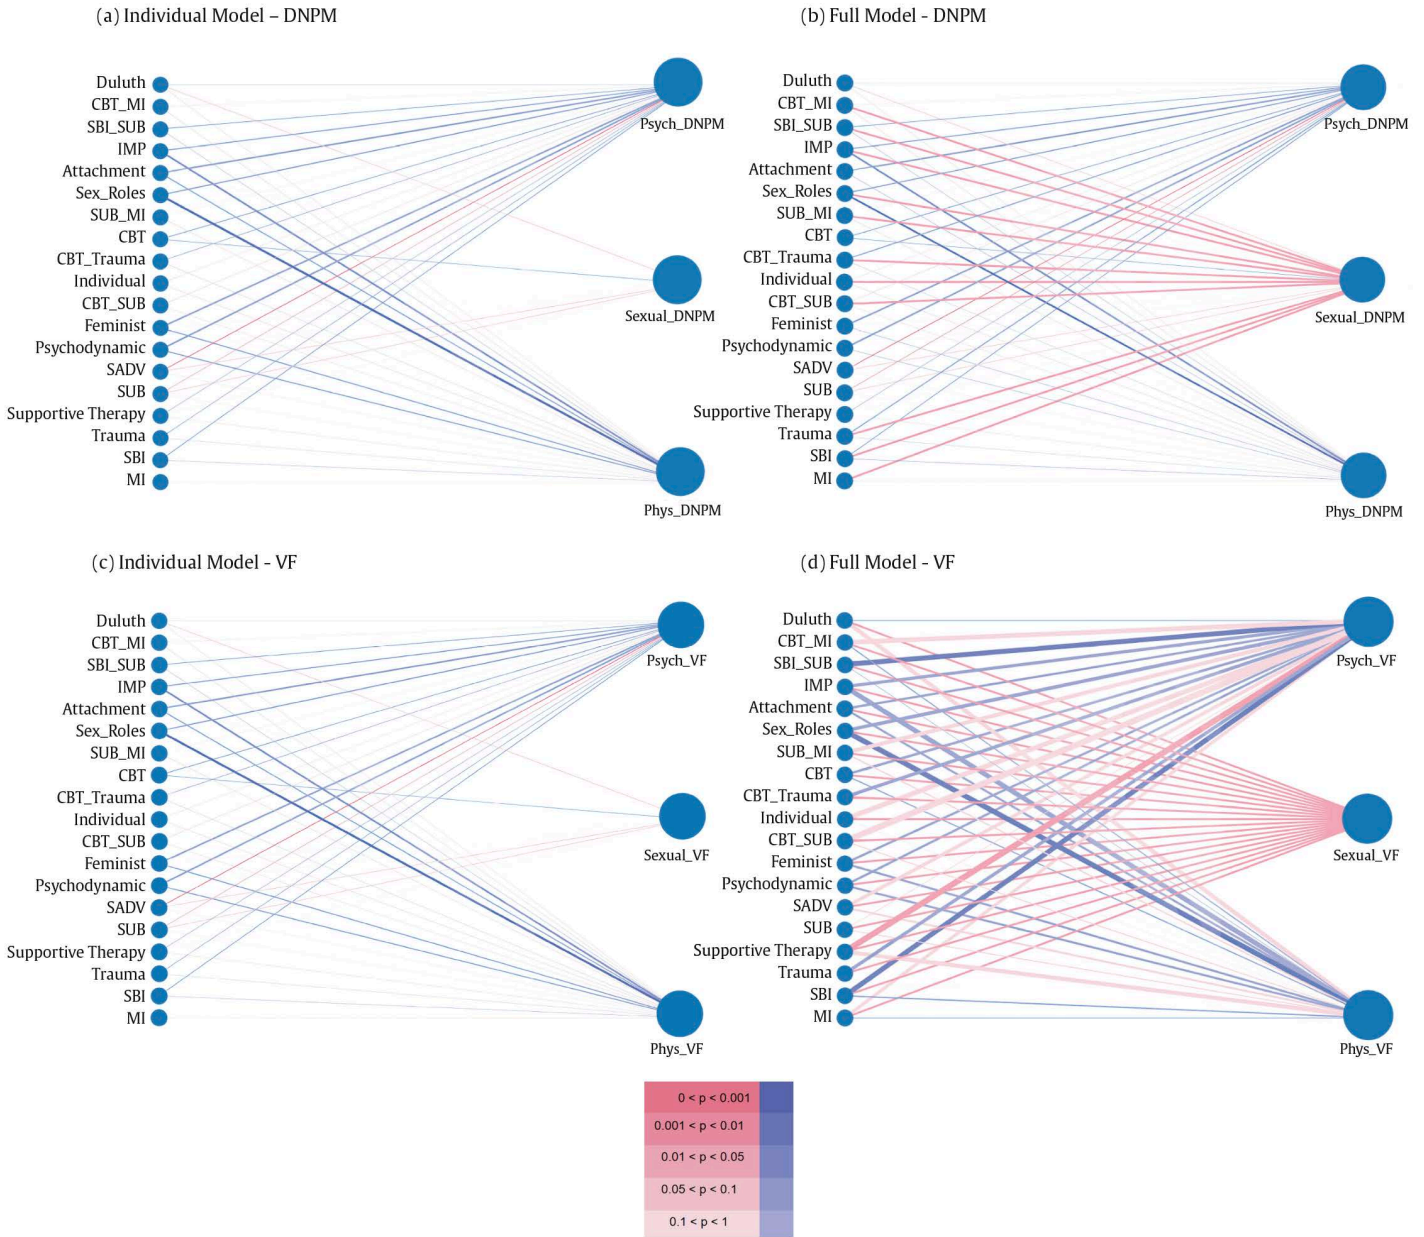 (a) Individual Model – DNPM
Duluth
CBT_MI
SBI_SUB
IMP
Attachment
Sex_Roles
SUB_MI
CBT
CBT_Trauma
Individual
CBT_SUB
Feminist
Psychodynamic
SADV
SUB
Supportive Therapy
Trauma
SBI
MI
Psych_DNPM
Sexual_DNPM
Phys_DNPM
(b) Full Model - DNPM
Duluth
CBT_MI
SBI_SUB
IMP
Attachment
Sex_Roles
SUB_MI
CBT
CBT_Trauma
Individual
CBT_SUB
Feminist
Psychodynamic
SADV
SUB
Supportive Therapy
Trauma
SBI
MI
Psych_DNPM
Sexual_DNPM
Phys_DNPM
(c) Individual Model - VF
Duluth
CBT_MI
SBI_SUB
IMP
Attachment
Sex_Roles
SUB_MI
CBT
CBT_Trauma
Individual
CBT_SUB
Feminist
Psychodynamic
SADV
SUB
Supportive Therapy
Trauma
SBI
MI
Psych_VF
Sexual_VF
Phys_VF
(d) Full Model - VF
Duluth
CBT_MI
SBI_SUB
IMP
Attachment
Sex_Roles
SUB_MI
CBT
CBT_Trauma
Individual
CBT_SUB
Feminist
Psychodynamic
SADV
SUB
Supportive Therapy
Trauma
SBI
MI
Psych_VF
Sexual_VF
Phys_VF
0 < p < 0.001
0.001 < p < 0.01
0.01 < p < 0.05
0.05 < p < 0.1
0.1 < p < 1